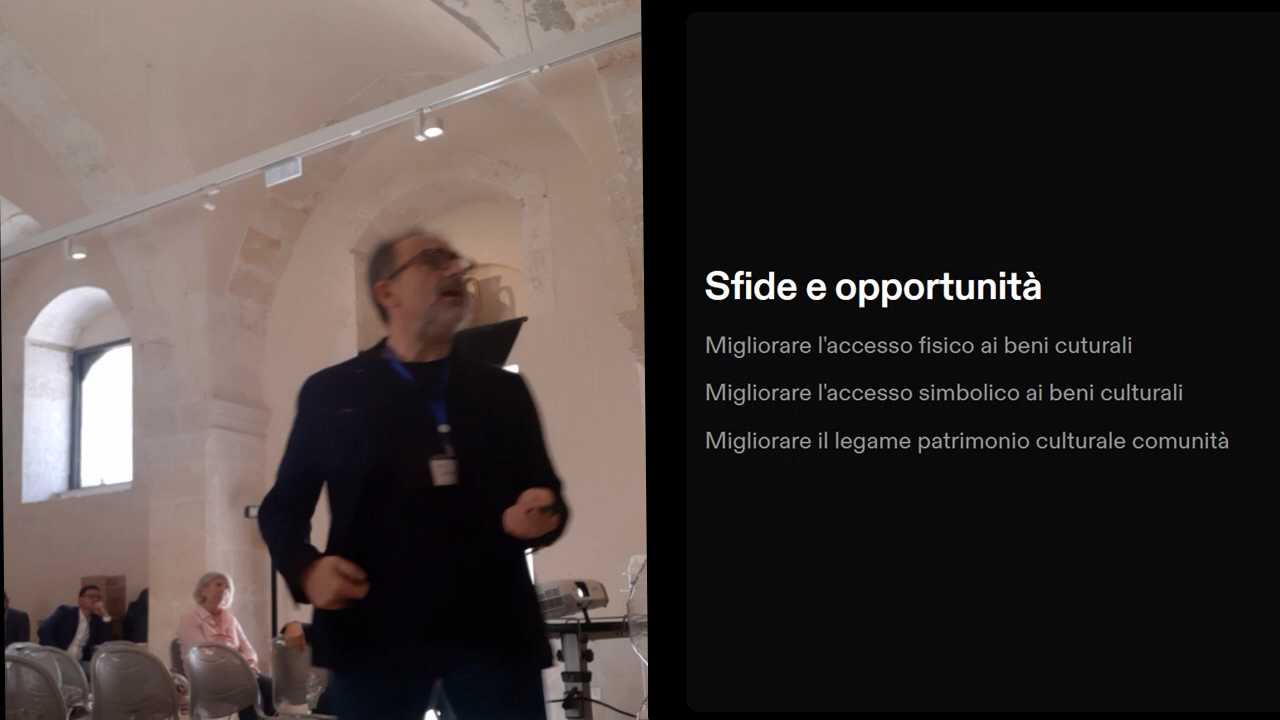 Sfide e opportunità
Migliorare l'accesso fisico ai beni cuturali
Migliorare l'accesso simbolico ai beni culturali
Migliorare il legame patrimonio culturale comunità